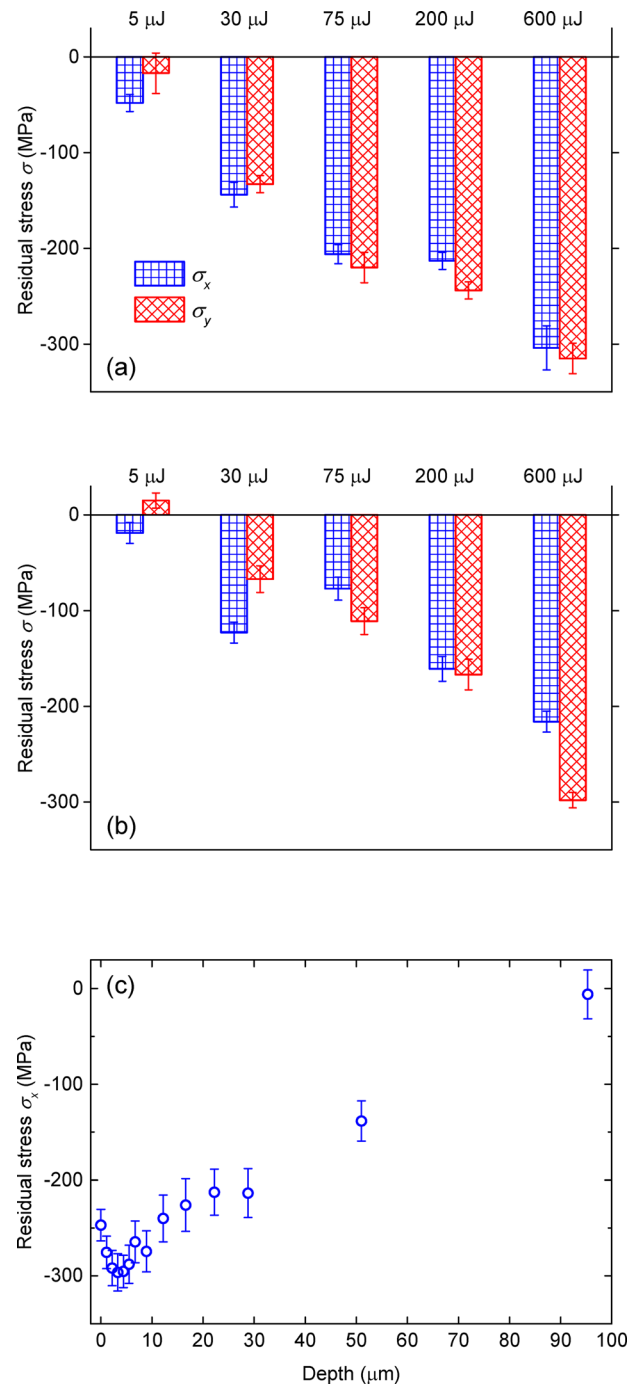 5 μJ 30 μJ 75 μJ 200 μJ 600 μJ
0
-100
-200
-300
Residual stress σ (MPa)
σx
σy
(a)
5 μJ 30 μJ 75 μJ 200 μJ 600 μJ
0
-100
-200
-300
Residual stress σ (MPa)
(b)
(c)
0
-100
-200
-300
Residual stress σx (MPa)
0 10 20 30 40 50 60 70 80 90 100
Depth (μm)